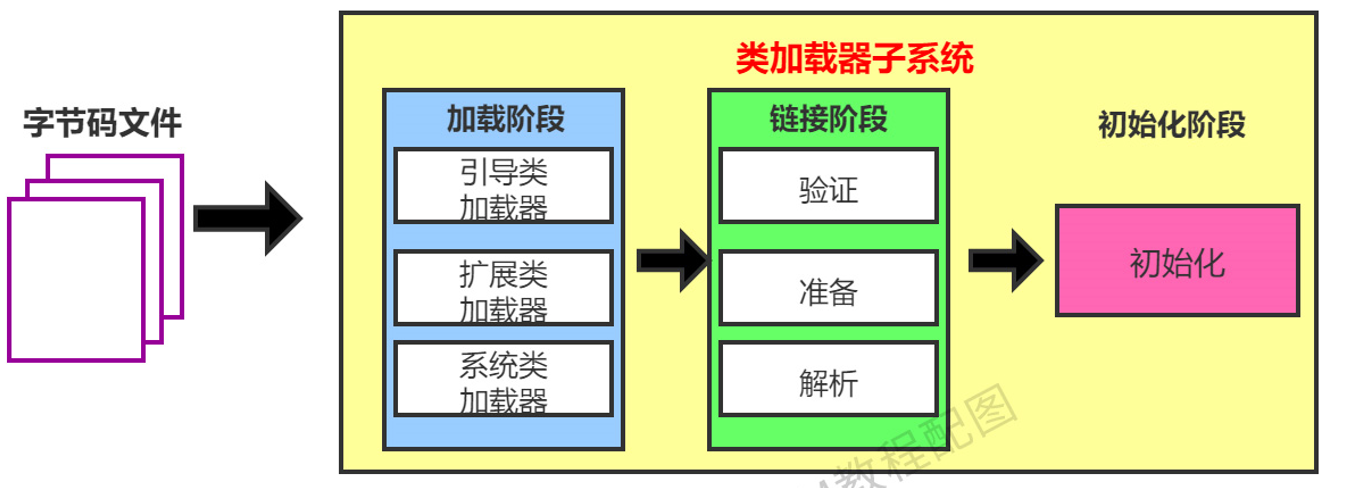 类加载器子系统
字节码文件
加载阶段
引导类
加载器
扩展类
加载器
系统类
加载器
链接阶段
验证
准备
解析
初始化阶段
初始化
教程配图